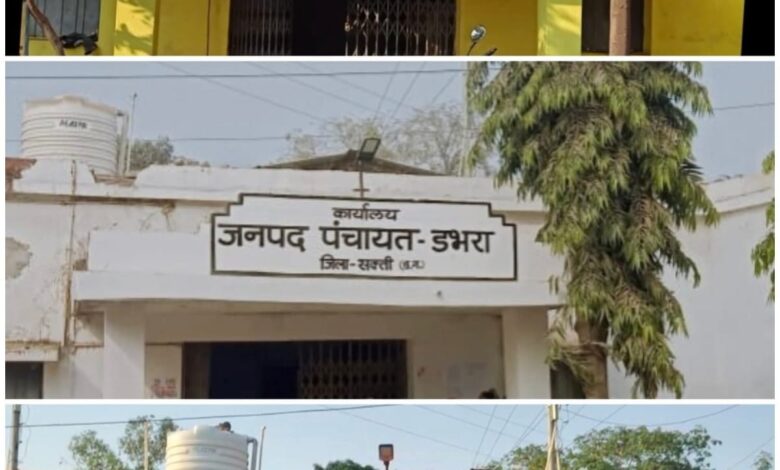 कार्यालय
जनपद पंचायत-डभरा
जिला-सक्ती (छ.ग.)